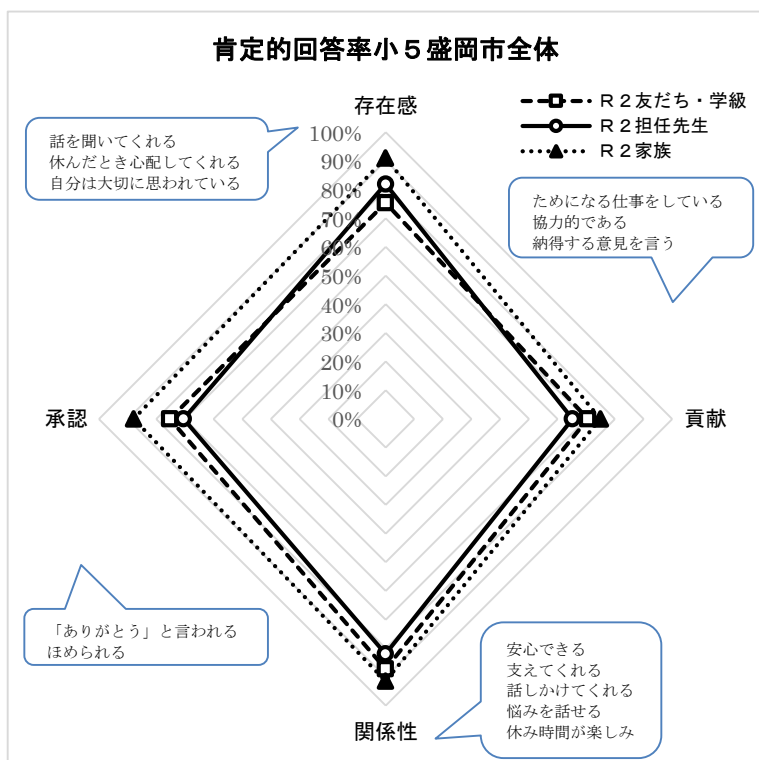 肯定的回答率小５盛岡市全体
Ｒ２友だち・学級
Ｒ２担任先生
Ｒ２家族
存在感
話を聞いてくれる
休んだとき心配してくれる
自分は大切に思われている
ためになる仕事をしている
協力的である
納得する意見を言う
100%
90%
80%
70%
60%
50%
40%
30%
20%
10%
0%
承認
貢献
「ありがとう」と言われる
ほめられる
安心できる
支えてくれる
話しかけてくれる
悩みを話せる
休み時間が楽しみ
関係性